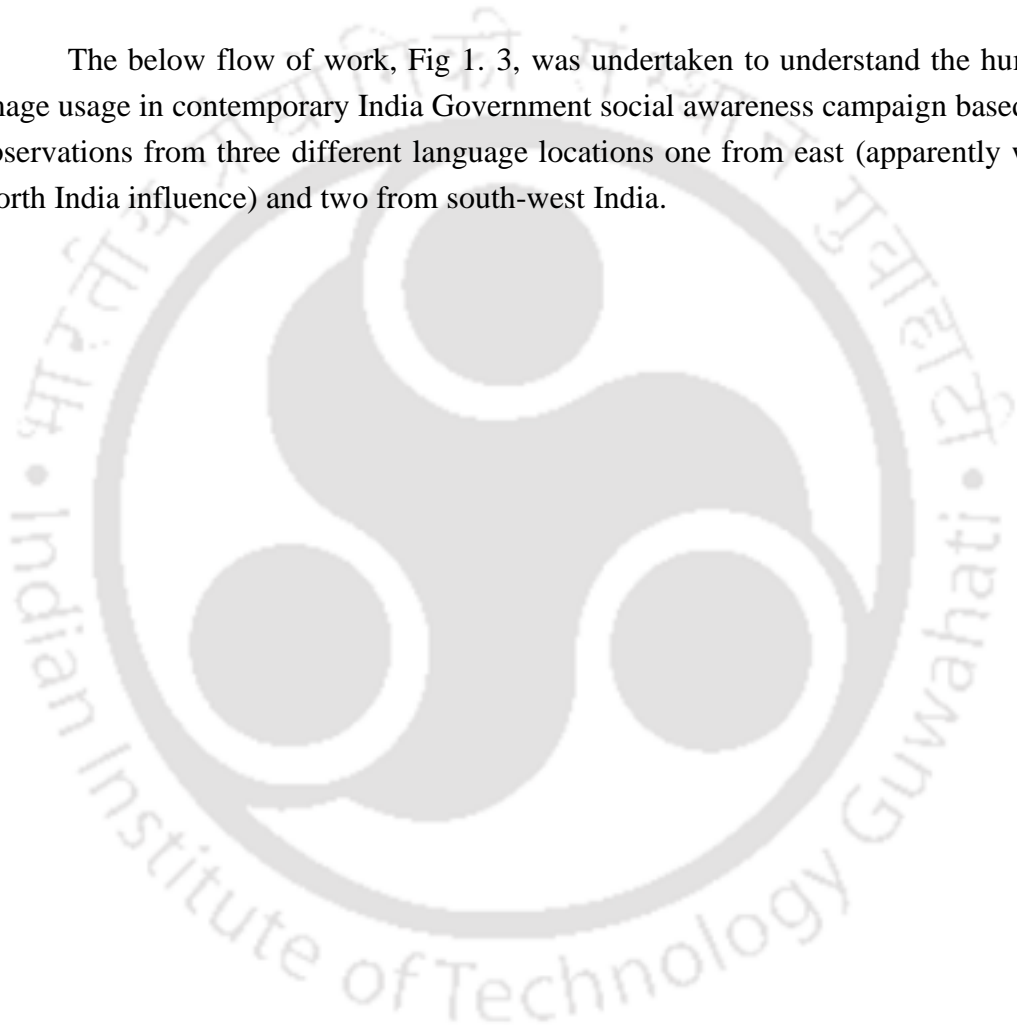 The below flow of work, Fig 1. 3, was undertaken to understand the
usage in contemporary India Government social awareness campaign based
from three different language locations one from east (apparently
India influence) and two from south-west India.
भारतीय प्रौद्योगिकी संस्थान गुवाहाटी
Indian Institute of Technology Guwahati